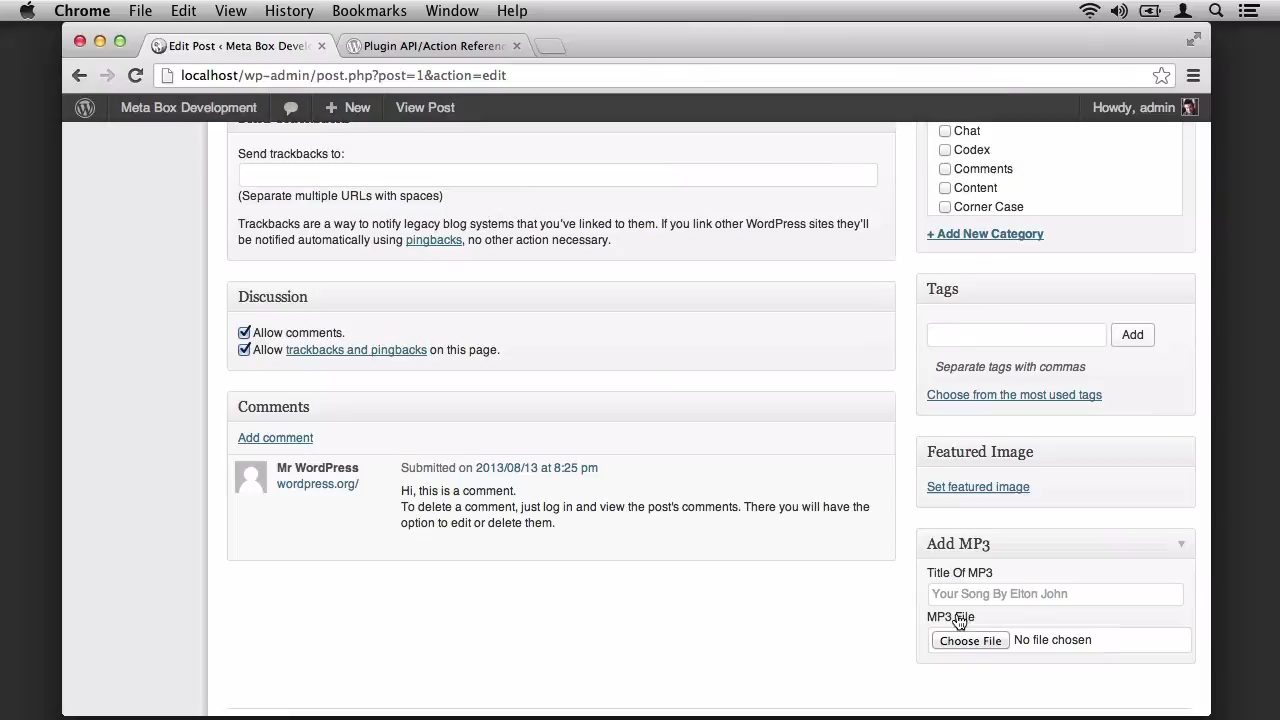 Chrome File Edit View History Bookmarks Window Help
Edit Post ‹ Meta Box Devel
Plugin API/Action Referenc
localhost/wp-admin/post.php?post=1&action=edit
Meta Box Development + New View Post
Howdy, admin
Send trackbacks to:
(Separate multiple URLs with spaces)
Trackbacks are a way to notify legacy blog systems that you've linked to them. If you link other WordPress sites they'll
be notified automatically using pingbacks, no other action necessary.
Discussion
Allow comments.
Allow trackbacks and pingbacks on this page.
Comments
Add comment
Mr WordPress
wordpress.org/
Submitted on 2013/08/13 at 8:25 pm
Hi, this is a comment.
To delete a comment, just log in and view the post's comments. There you will have the
option to edit or delete them.
Chat
Codex
Comments
Content
Corner Case
+ Add New Category
Tags
Add
Separate tags with commas
Choose from the most used tags
Featured Image
Set featured image
Add MP3
Title Of MP3
Your Song By Elton John
MP3 File
Choose File No file chosen